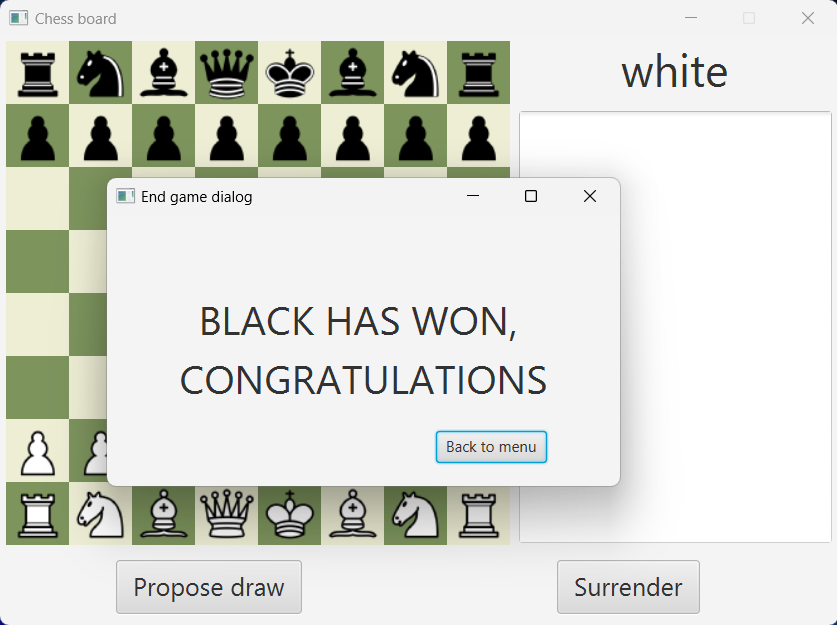 Chess board
white
End game dialog
BLACK HAS WON,
CONGRATULATIONS
Back to menu
Propose draw
Surrender